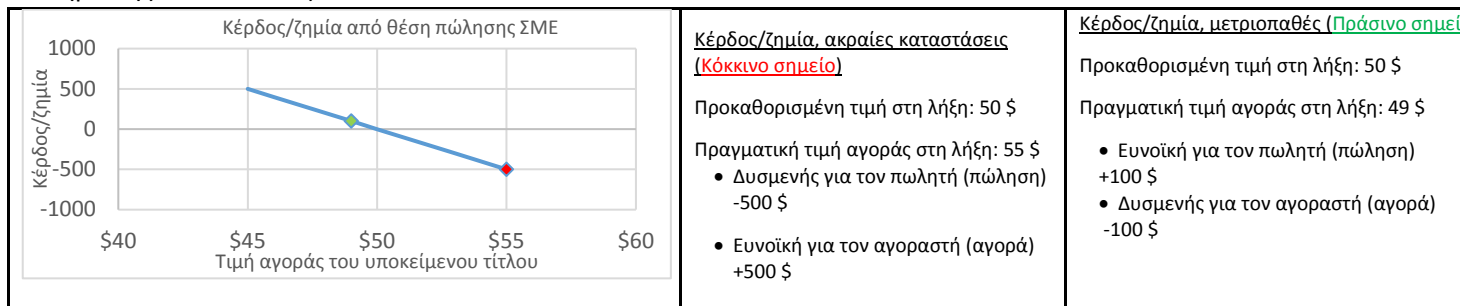 Κέρδος/ζημία από θέση πώλησης ΣΜΕ
Κέρδος/ζημία
1000
500
0
-500
-1000
$40 $45 $50 $55 $60
Τιμή αγοράς του υποκείμενου τίτλου
Κέρδος/ζημία, ακραίες καταστάσεις
(Κόκκινο σημείο)
Προκαθορισμένη τιμή στη λήξη: 50 $
Πραγματική τιμή αγοράς στη λήξη: 55 $
• Δυσμενής για τον πωλητή (πώληση)
-500 $
• Ευνοϊκή για τον αγοραστή (αγορά)
+500 $
Κέρδος/ζημία, μετριοπαθές (Πράσινο σημεί
Προκαθορισμένη τιμή στη λήξη: 50 $
Πραγματική τιμή αγοράς στη λήξη: 49 $
• Ευνοϊκή για τον πωλητή (πώληση)
+100 $
• Δυσμενής για τον αγοραστή (αγορά)
-100 $